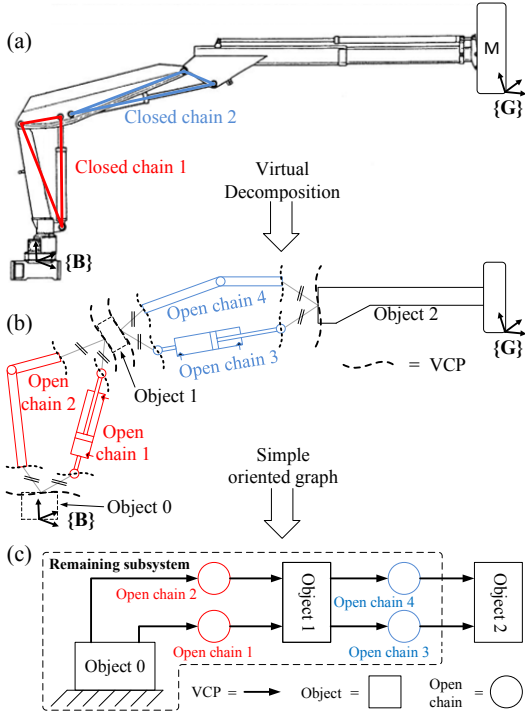 (a)
M
{G}
Closed chain 2
Closed chain 1
{B}
Virtual
Decomposition
(b)
Open chain 4
Object 2
Open chain 3
{G}
= VCP
Object 1
Open
chain 2
Open
chain 1
Object 0
{B}
Simple
oriented graph
(c)
Remaining subsystem
Open chain 2
Object 1
Open chain 4
Object 2
Open chain 1
Open chain 3
Object 0
VCP =
Object =
Open
chain =